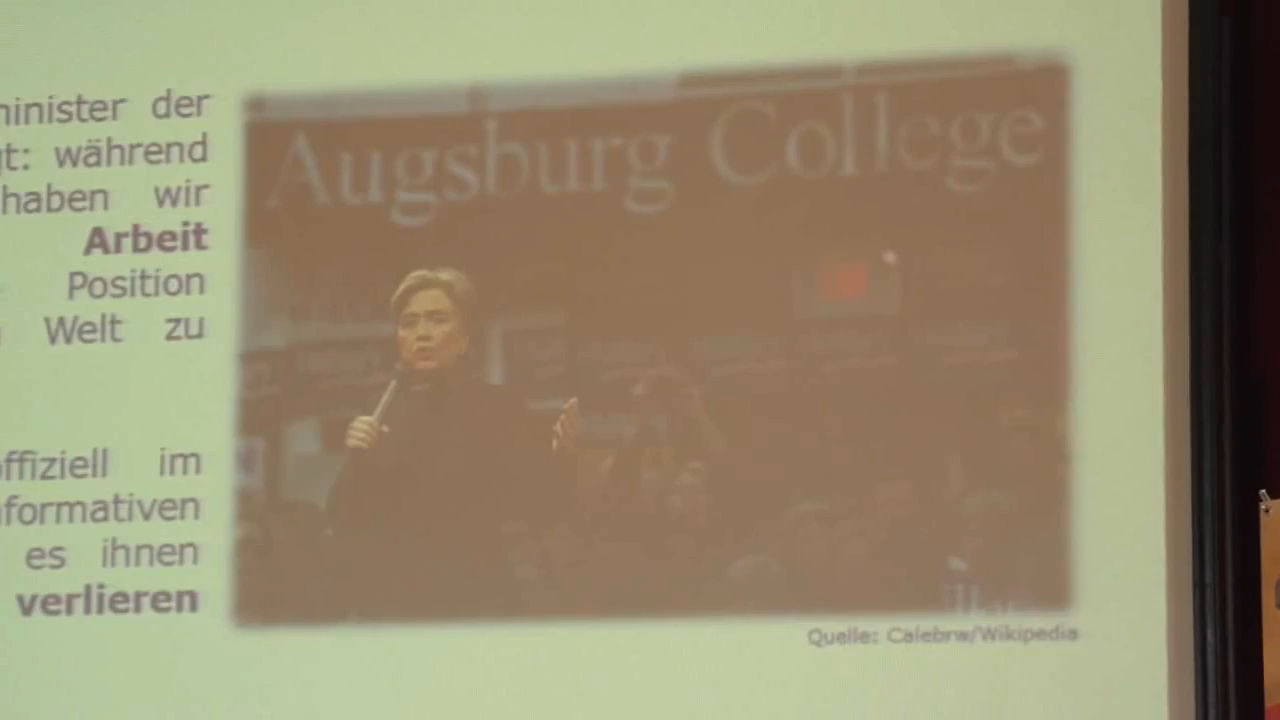 minister der
gt: während
haben wir
Arbeit
Position
Welt zu
offiziell im
nformativen
es ihnen
verlieren
Augsburg College
Quelle: Calebrw/Wikipedia